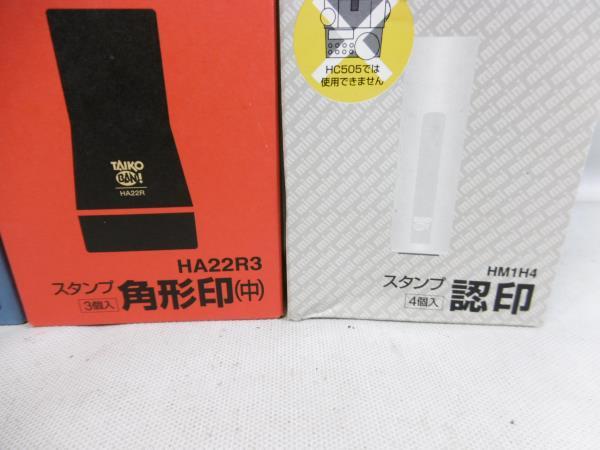 TAIKO
BAN!
HA22R
HA22R3
スタンプ
3個入
角形印(中)
HC505では
使用できません
HM1H4
スタンプ
4個入
認印